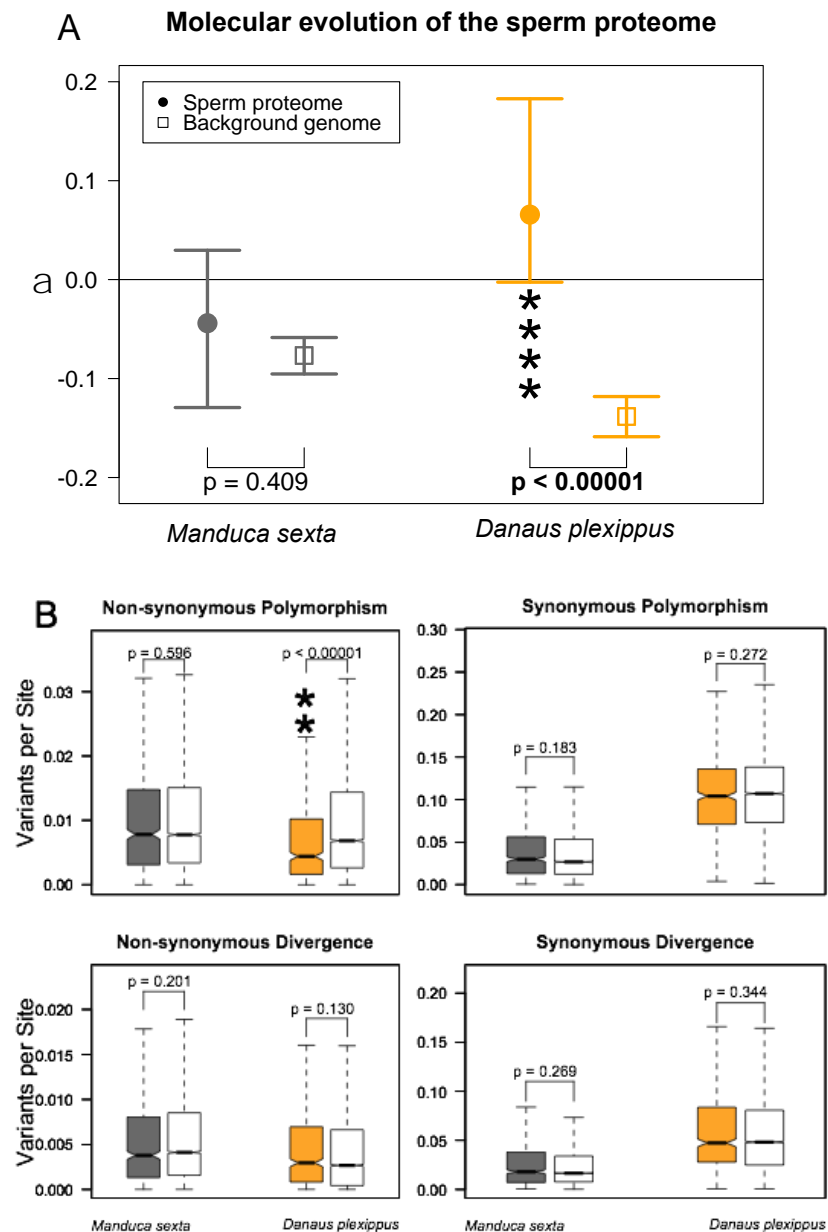 A
Molecular evolution of the sperm proteome
Sperm proteome
Background genome
0.2
0.1
0.0
-0.1
-0.2
a
****
p = 0.409
p < 0.00001
Manduca sexta
Danaus plexippus
B
Non-synonymous Polymorphism
Variants per Site
0.03
0.02
0.01
0.00
p = 0.596
p < 0.00001
**
Synonymous Polymorphism
0.30
0.25
0.20
0.15
0.10
0.05
0.00
p = 0.183
p = 0.272
Non-synonymous Divergence
Variants per Site
0.020
0.015
0.010
0.005
0.000
p = 0.201
p = 0.130
Manduca sexta
Danaus plexippus
Synonymous Divergence
0.20
0.15
0.10
0.05
0.00
p = 0.269
p = 0.344
Manduca sexta
Danaus plexippus